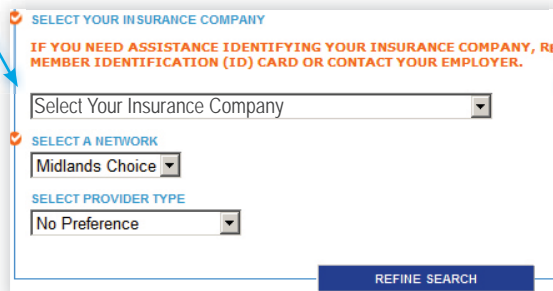 SELECT YOUR INSURANCE COMPANY
IF YOU NEED ASSISTANCE IDENTIFYING YOUR INSURANCE COMPANY,
MEMBER IDENTIFICATION (ID) CARD OR CONTACT YOUR EMPLOYER.
Select Your Insurance Company
SELECT A NETWORK
Midlands Choice
SELECT PROVIDER TYPE
No Preference
REFINE SEARCH